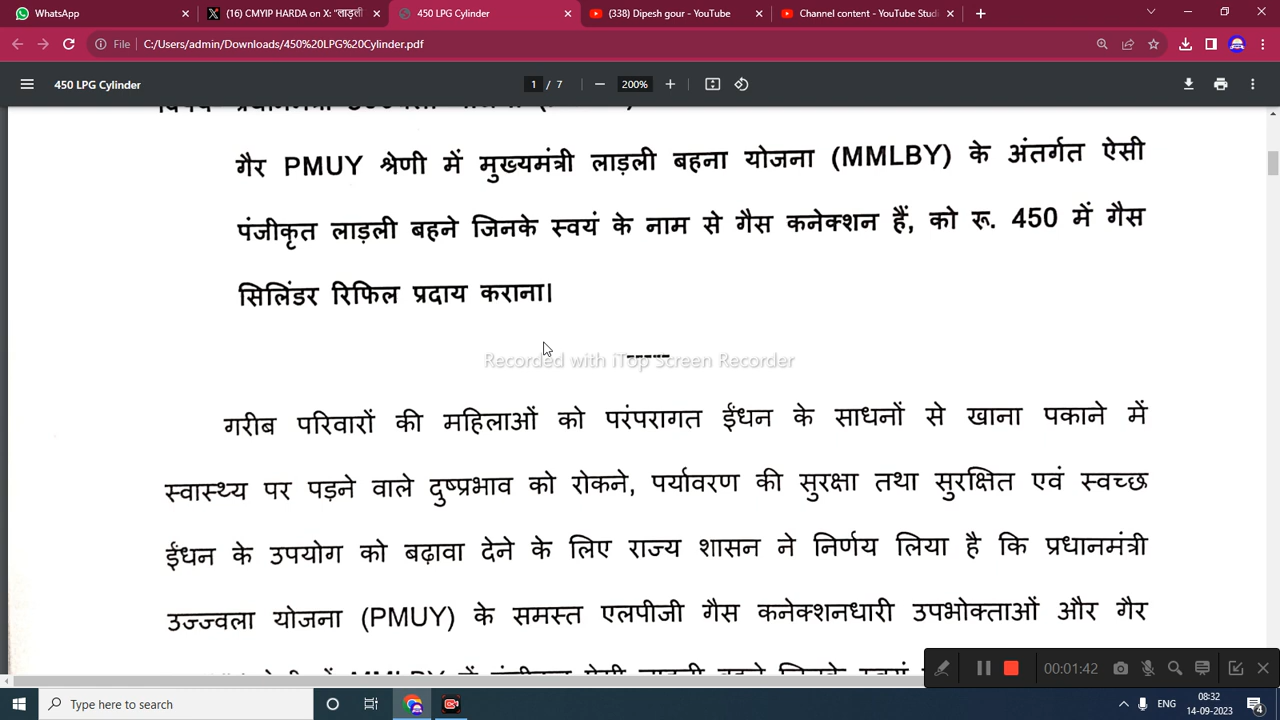 WhatsApp
(16) CMYIP HARDA on X: "लाड़ली
450 LPG Cylinder
(338) Dipesh gour - YouTube
Channel content - YouTube Stud
File
C:/Users/admin/Downloads/450%20LPG%20Cylinder.pdf
450 LPG Cylinder
1 / 7
200%
गैर PMUY श्रेणी में मुख्यमंत्री लाड़ली बहना योजना (MMLBY) के अंतर्गत ऐसी
पंजीकृत लाड़ली बहने जिनके स्वयं के नाम से गैस कनेक्शन हैं, को रू. 450 में गैस
सिलिंडर रिफिल प्रदाय कराना।
-----
Recorded with iTop Screen Recorder
गरीब परिवारों की महिलाओं को परंपरागत ईंधन के साधनों से खाना पकाने में
स्वास्थ्य पर पड़ने वाले दुष्प्रभाव को रोकने, पर्यावरण की सुरक्षा तथा सुरक्षित एवं स्वच्छ
ईंधन के उपयोग को बढ़ावा देने के लिए राज्य शासन ने निर्णय लिया है कि प्रधानमंत्री
उज्ज्वला योजना (PMUY) के समस्त एलपीजी गैस कनेक्शनधारी उपभोक्ताओं और गैर
00:01:42
Type here to search
ENG
08:32
14-09-2023
4